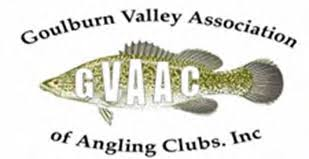 Goulburn Valley Association
GVAAC
of Angling Clubs. Inc